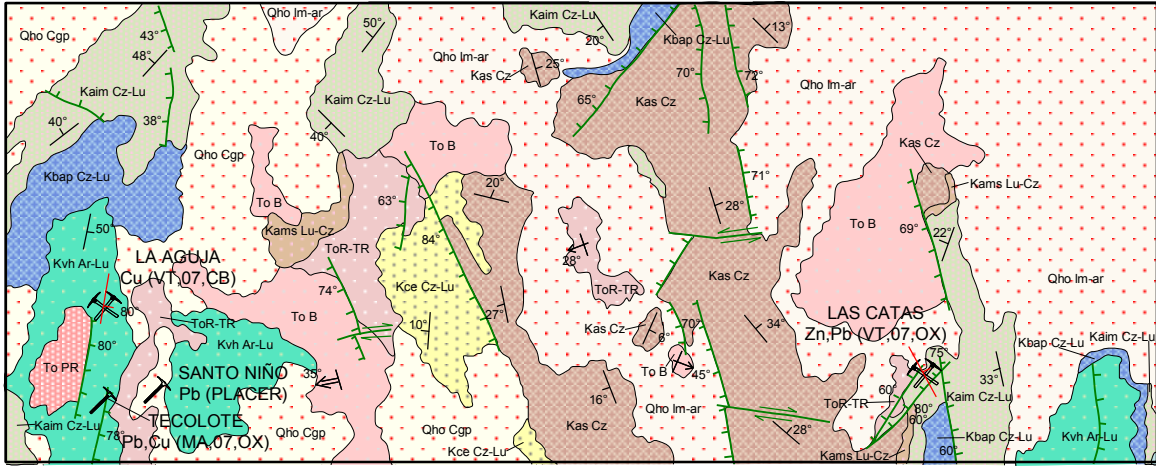 Qho Im-ar
Qho Cgp
43°
48°
Kaim Cz-Lu
40°
38°
50°
Kaim Cz-Lu
40°
Qho Cgp
Kaim Cz-Lu
20°
Qho Im-ar
Kas Cz
25°
65°
Kbap Cz-Lu
70°
72°
13°
Kas Cz
Qho Im-ar
Kbap Cz-Lu
50°
Kvh Ar-Lu
To B
Kams Lu-Cz
To B
63°
ToR-TR
84°
20°
Kce Cz-Lu
71°
28°
Kas Cz
Kams Lu-Cz
To B
69°
22°
Qho Im-ar
LA AGUJA
Cu (VT,07,CB)
80°
80°
ToR-TR
Kvh Ar-Lu
To PR
74°
To B
10°
27°
28°
ToR-TR
Kas Cz
6°
70°
To B
45°
Kas Cz
34°
LAS CATAS
Zn,Pb (VT,07,OX)
75°
Kbap Cz-Lu
Kaim Cz-Lu
SANTO NIÑO
Pb (PLACER)
TECOLOTE
Pb,Cu (MA,07,OX)
78°
Kaim Cz-Lu
35°
Qho Cgp
Qho Cgp
Kce Cz-Lu
16°
Kas Cz
Qho Im-ar
28°
60°
ToR-TR
80°
60°
33°
Kaim Cz-Lu
Kams Lu-Cz
60°
Kbap Cz-Lu
Kvh Ar-Lu